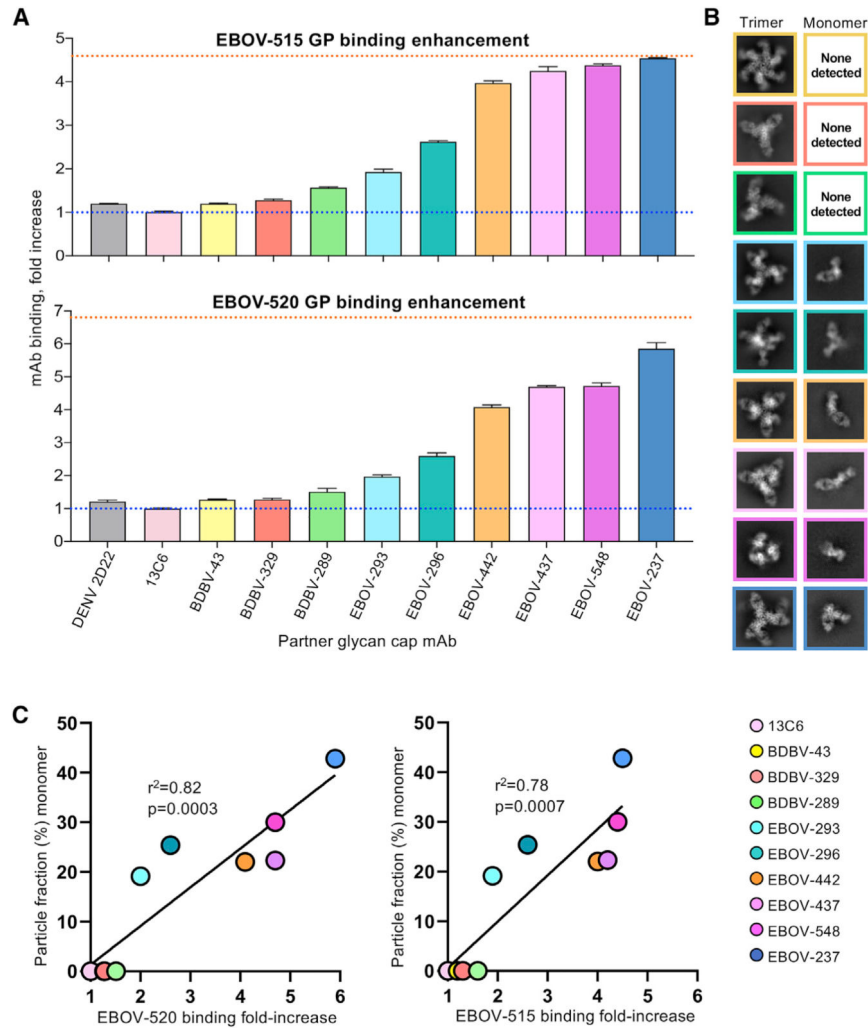 A
EBOV-515 GP binding enhancement
5
4
3
2
1
0
mAb binding, fold increase
EBOV-520 GP binding enhancement
7
6
5
4
3
2
1
0
DENV 2D22
13C6
BDBV-43
BDBV-329
BDBV-289
EBOV-293
EBOV-296
EBOV-442
EBOV-437
EBOV-548
EBOV-237
Partner glycan cap mAb
B
Trimer Monomer
None
detected
None
detected
None
detected
C
Particle fraction (%) monomer
50
40
30
20
10
0
r²=0.82
p=0.0003
1 2 3 4 5 6
EBOV-520 binding fold-increase
Particle fraction (%) monomer
50
40
30
20
10
0
r²=0.78
p=0.0007
1 2 3 4 5 6
EBOV-515 binding fold-increase
13C6
BDBV-43
BDBV-329
BDBV-289
EBOV-293
EBOV-296
EBOV-442
EBOV-437
EBOV-548
EBOV-237